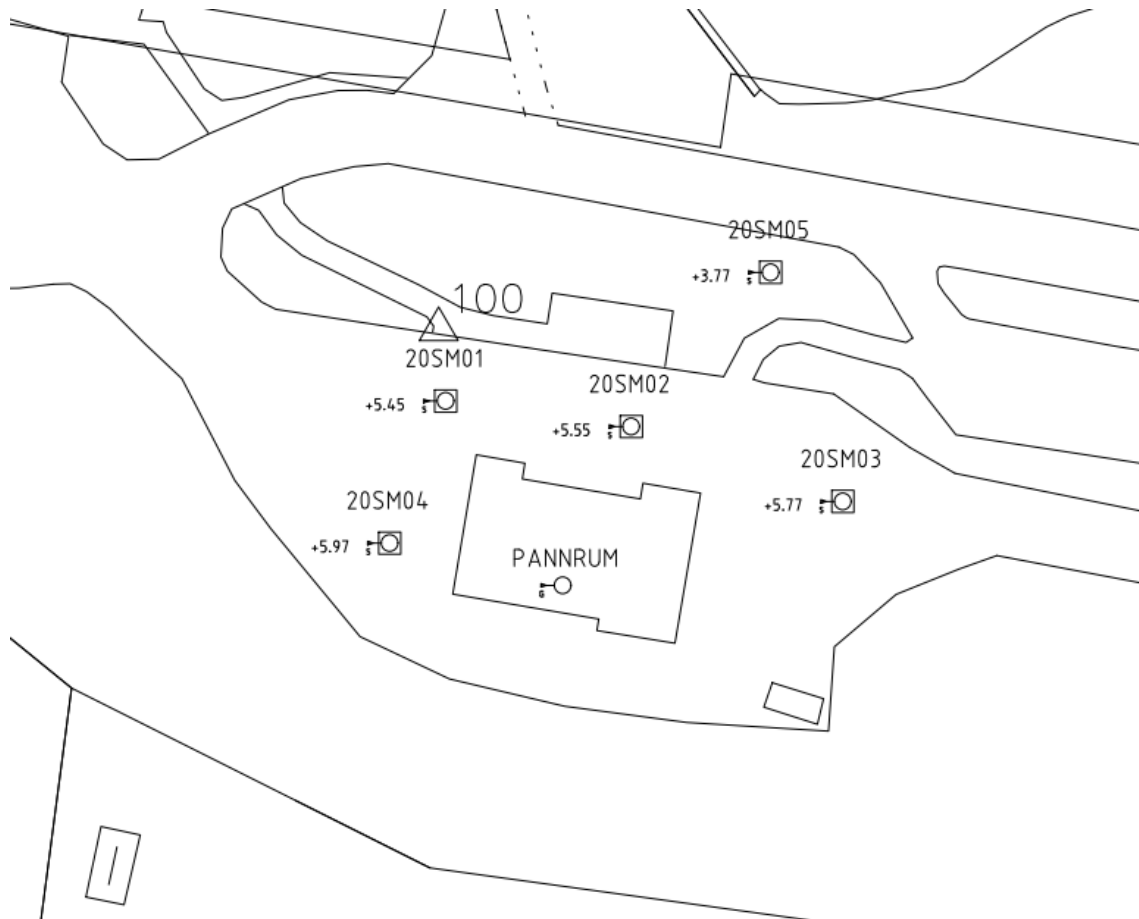 20SM05
+3.77
S
100
20SM01
+5.45
S
20SM02
+5.55
S
20SM03
+5.77
S
20SM04
+5.97
S
PANNRUM
G